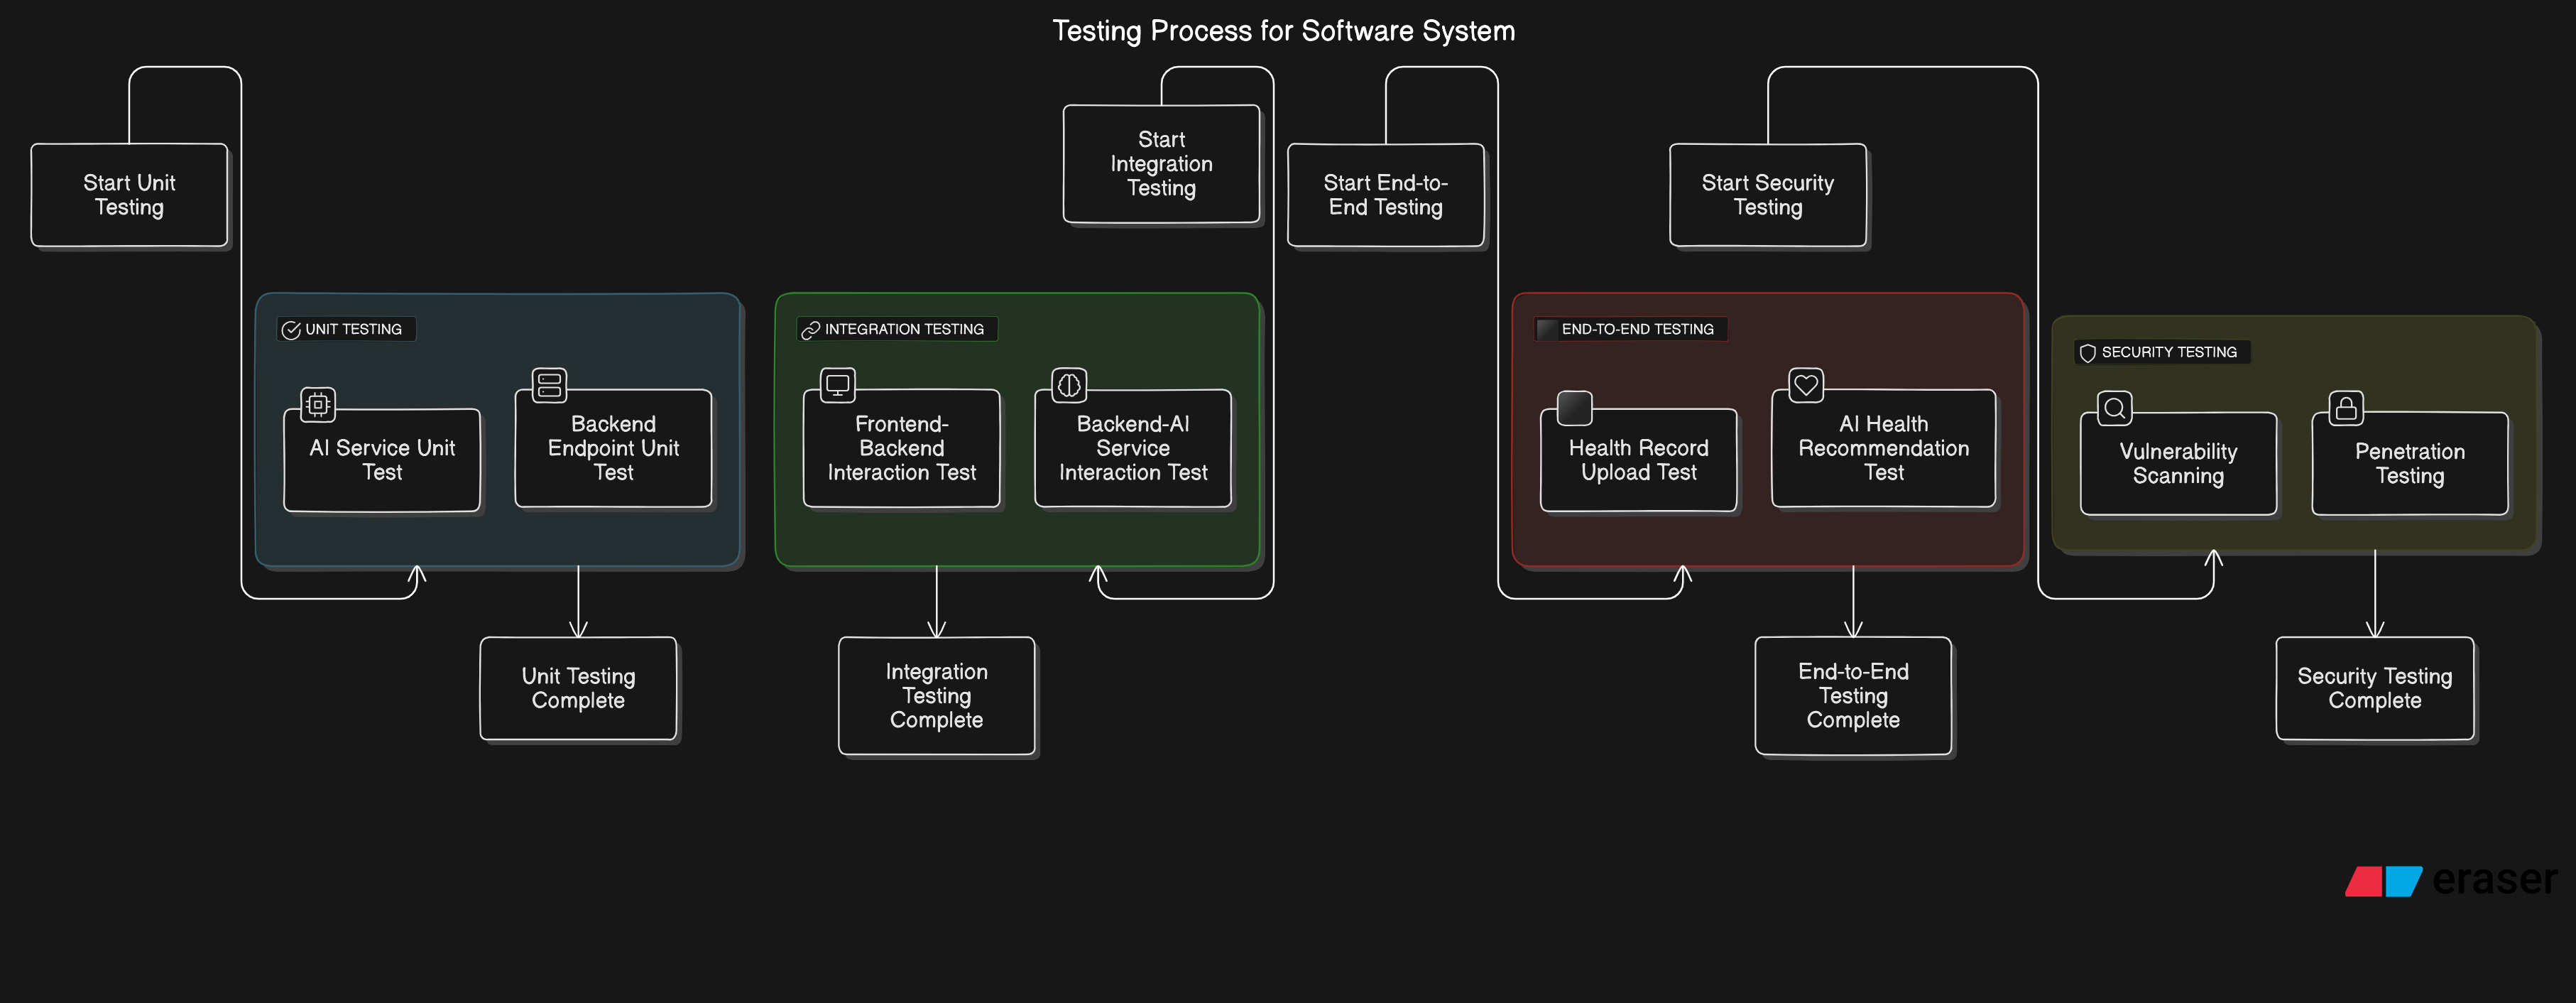 Testing Process for Software System
Start Unit
Testing
Start
Integration
Testing
Start End-to-
End Testing
Start Security
Testing
UNIT TESTING
AI Service Unit
Test
Backend
Endpoint Unit
Test
INTEGRATION TESTING
Frontend-
Backend
Interaction Test
Backend-AI
Service
Interaction Test
END-TO-END TESTING
Health Record
Upload Test
AI Health
Recommendation
Test
SECURITY TESTING
Vulnerability
Scanning
Penetration
Testing
Unit Testing
Complete
Integration
Testing
Complete
End-to-End
Testing
Complete
Security Testing
Complete
eraser